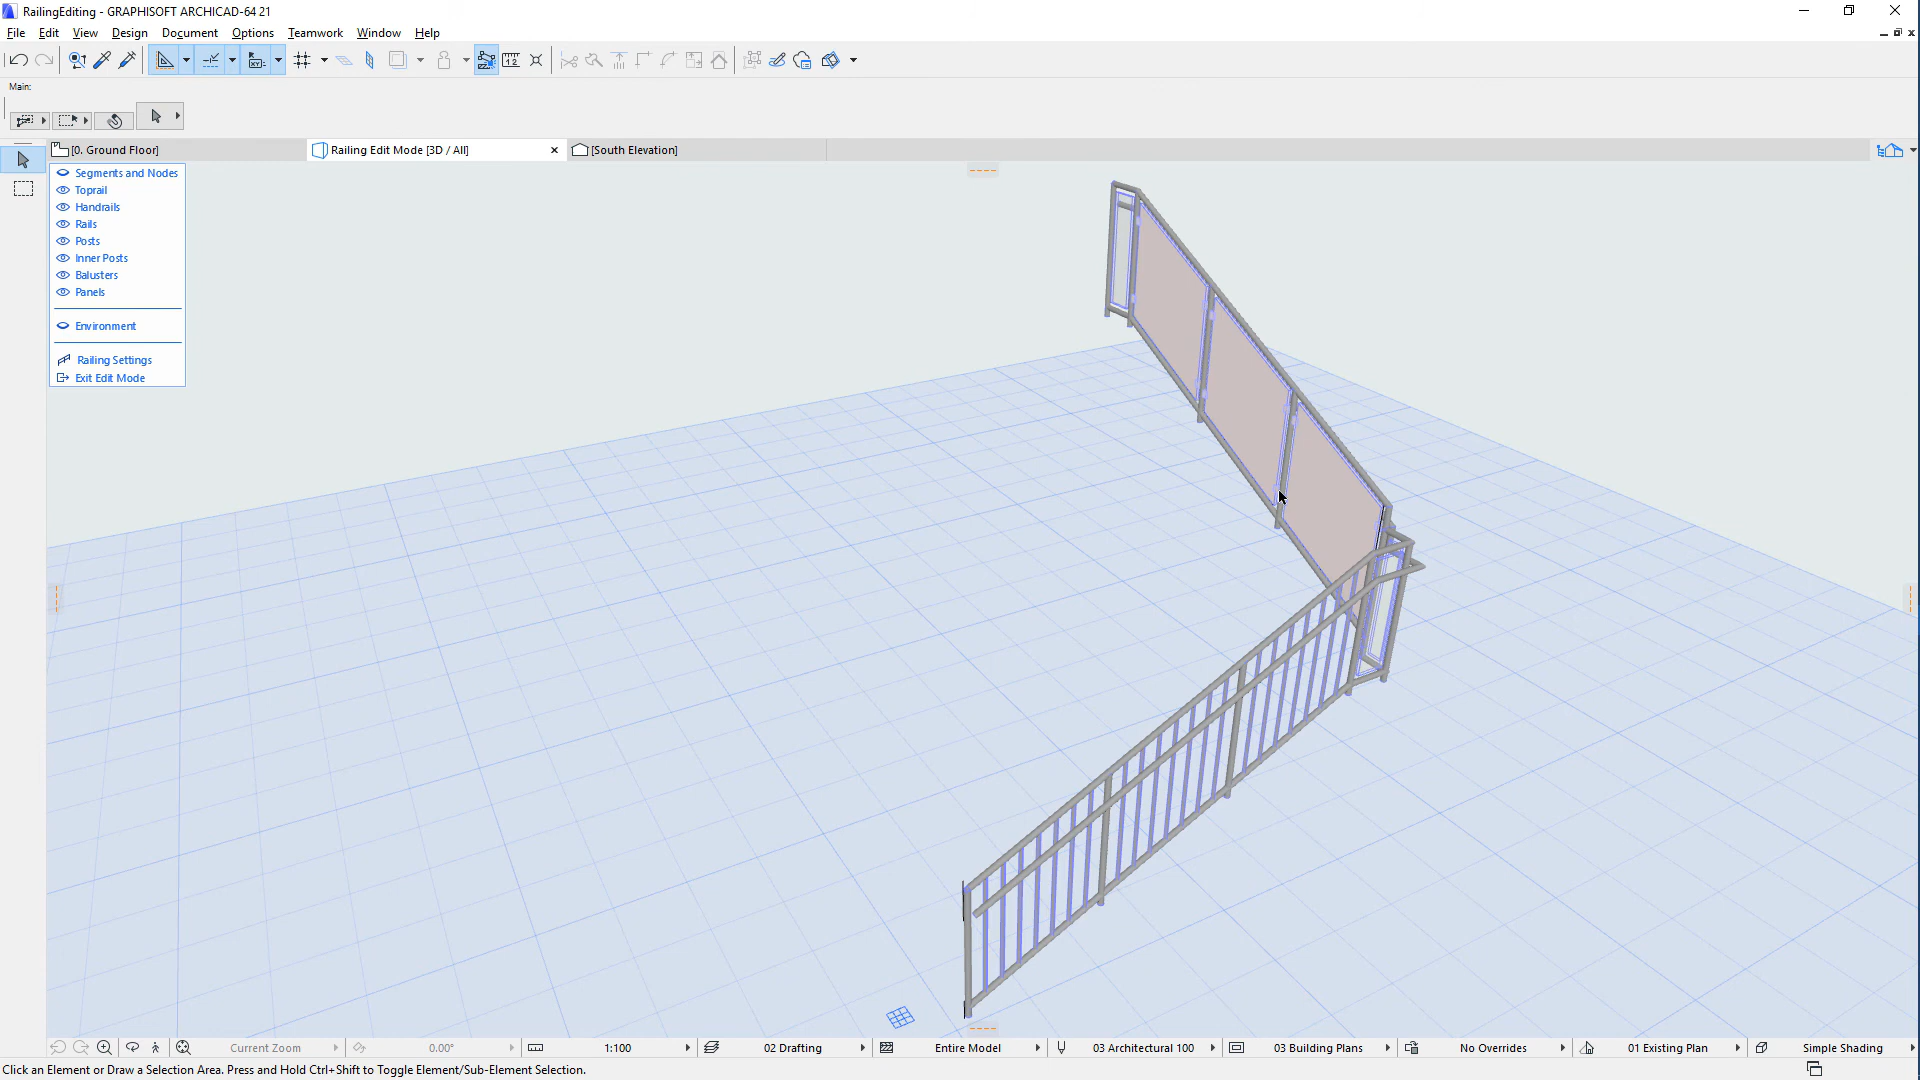 RailingEditing - GRAPHISOFT ARCHICAD-64 21
File Edit View Design Document Options Teamwork Window Help
Main:
[0. Ground Floor]
Railing Edit Mode [3D / All]
[South Elevation]
Segments and Nodes
Toprail
Handrails
Rails
Posts
Inner Posts
Balusters
Panels
Environment
Railing Settings
Exit Edit Mode
Current Zoom 0.00° 1:100 02 Drafting Entire Model 03 Architectural 100 03 Building Plans No Overrides 01 Existing Plan Simple Shading
Click an Element or Draw a Selection Area. Press and Hold Ctrl+Shift to Toggle Element/Sub-Element Selection.